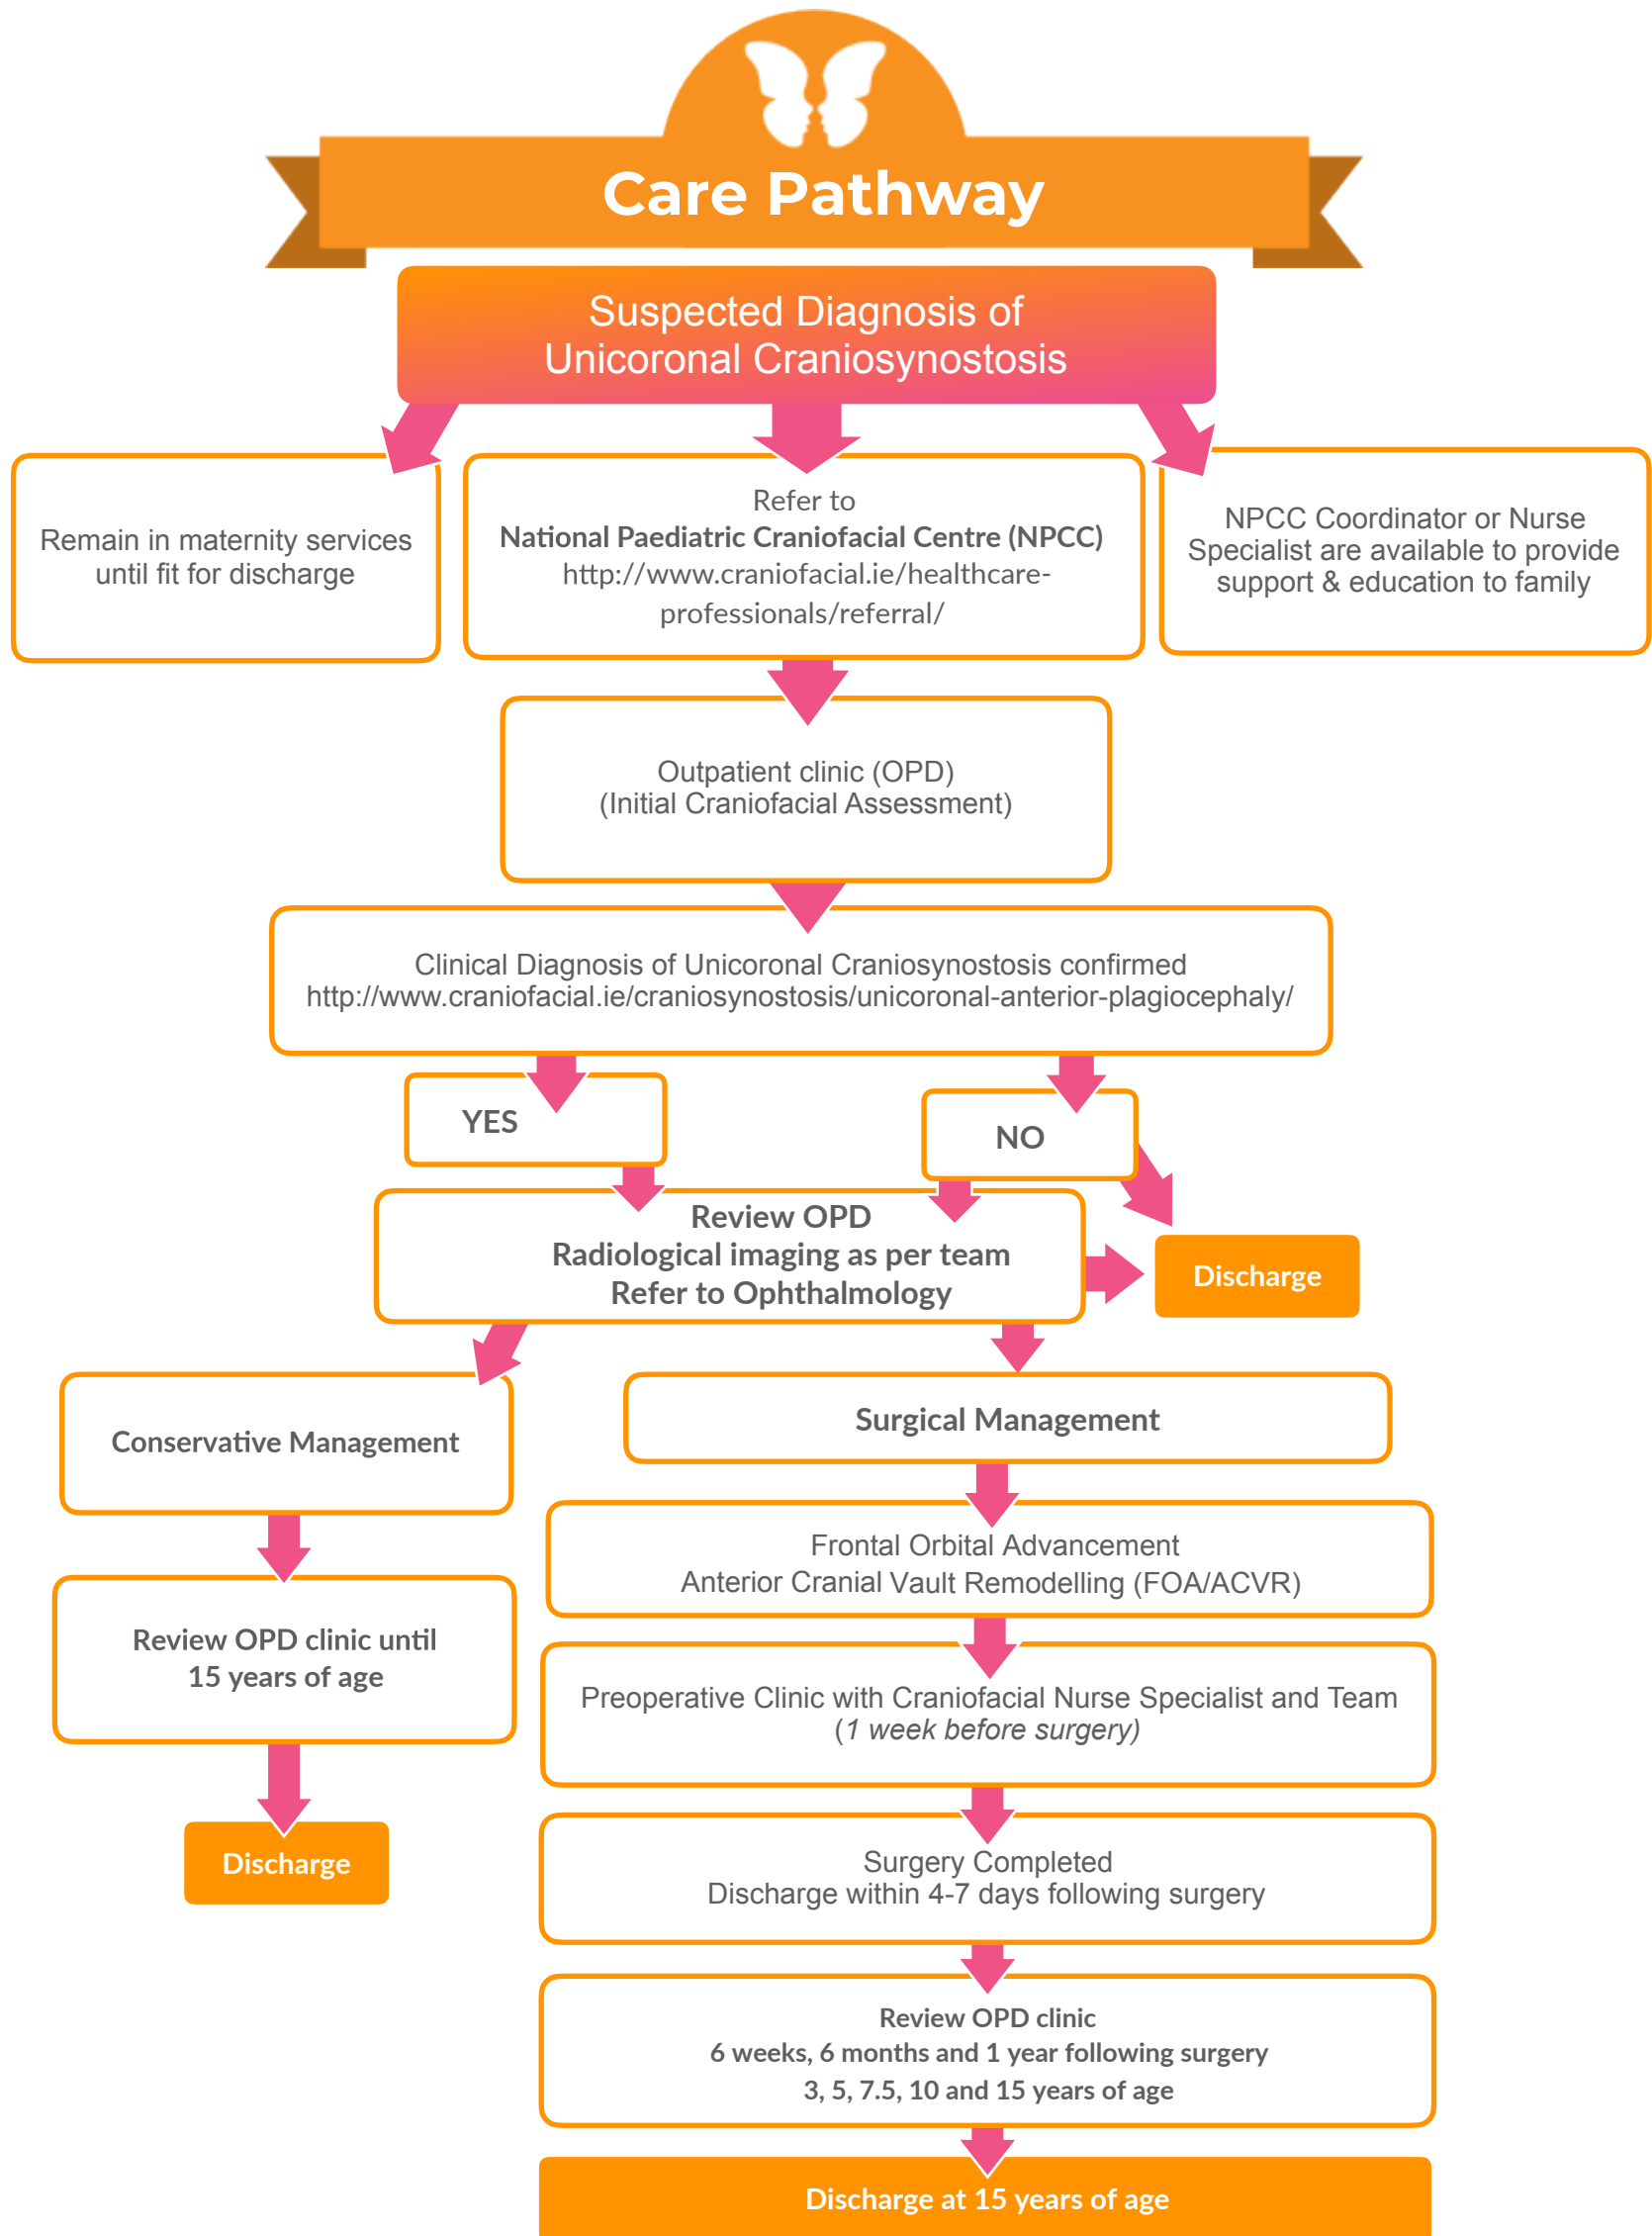 Care Pathway
Suspected Diagnosis of
Unicoronal Craniosynostosis
Remain in maternity services
until fit for discharge
Refer to
National Paediatric Craniofacial Centre (NPCC)
http://www.craniofacial.ie/healthcare-
professionals/referral/
NPCC Coordinator or Nurse
Specialist are available to provide
support & education to family
Outpatient clinic (OPD)
(Initial Craniofacial Assessment)
Clinical Diagnosis of Unicoronal Craniosynostosis confirmed
http://www.craniofacial.ie/craniosynostosis/unicoronal-anterior-plagiocephaly/
YES
NO
Review OPD
Radiological imaging as per team
Refer to Ophthalmology
Discharge
Conservative Management
Review OPD clinic until
15 years of age
Discharge
Surgical Management
Frontal Orbital Advancement
Anterior Cranial Vault Remodelling (FOA/ACVR)
Preoperative Clinic with Craniofacial Nurse Specialist and Team
(1 week before surgery)
Surgery Completed
Discharge within 4-7 days following surgery
Review OPD clinic
6 weeks, 6 months and 1 year following surgery
3, 5, 7.5, 10 and 15 years of age
Discharge at 15 years of age